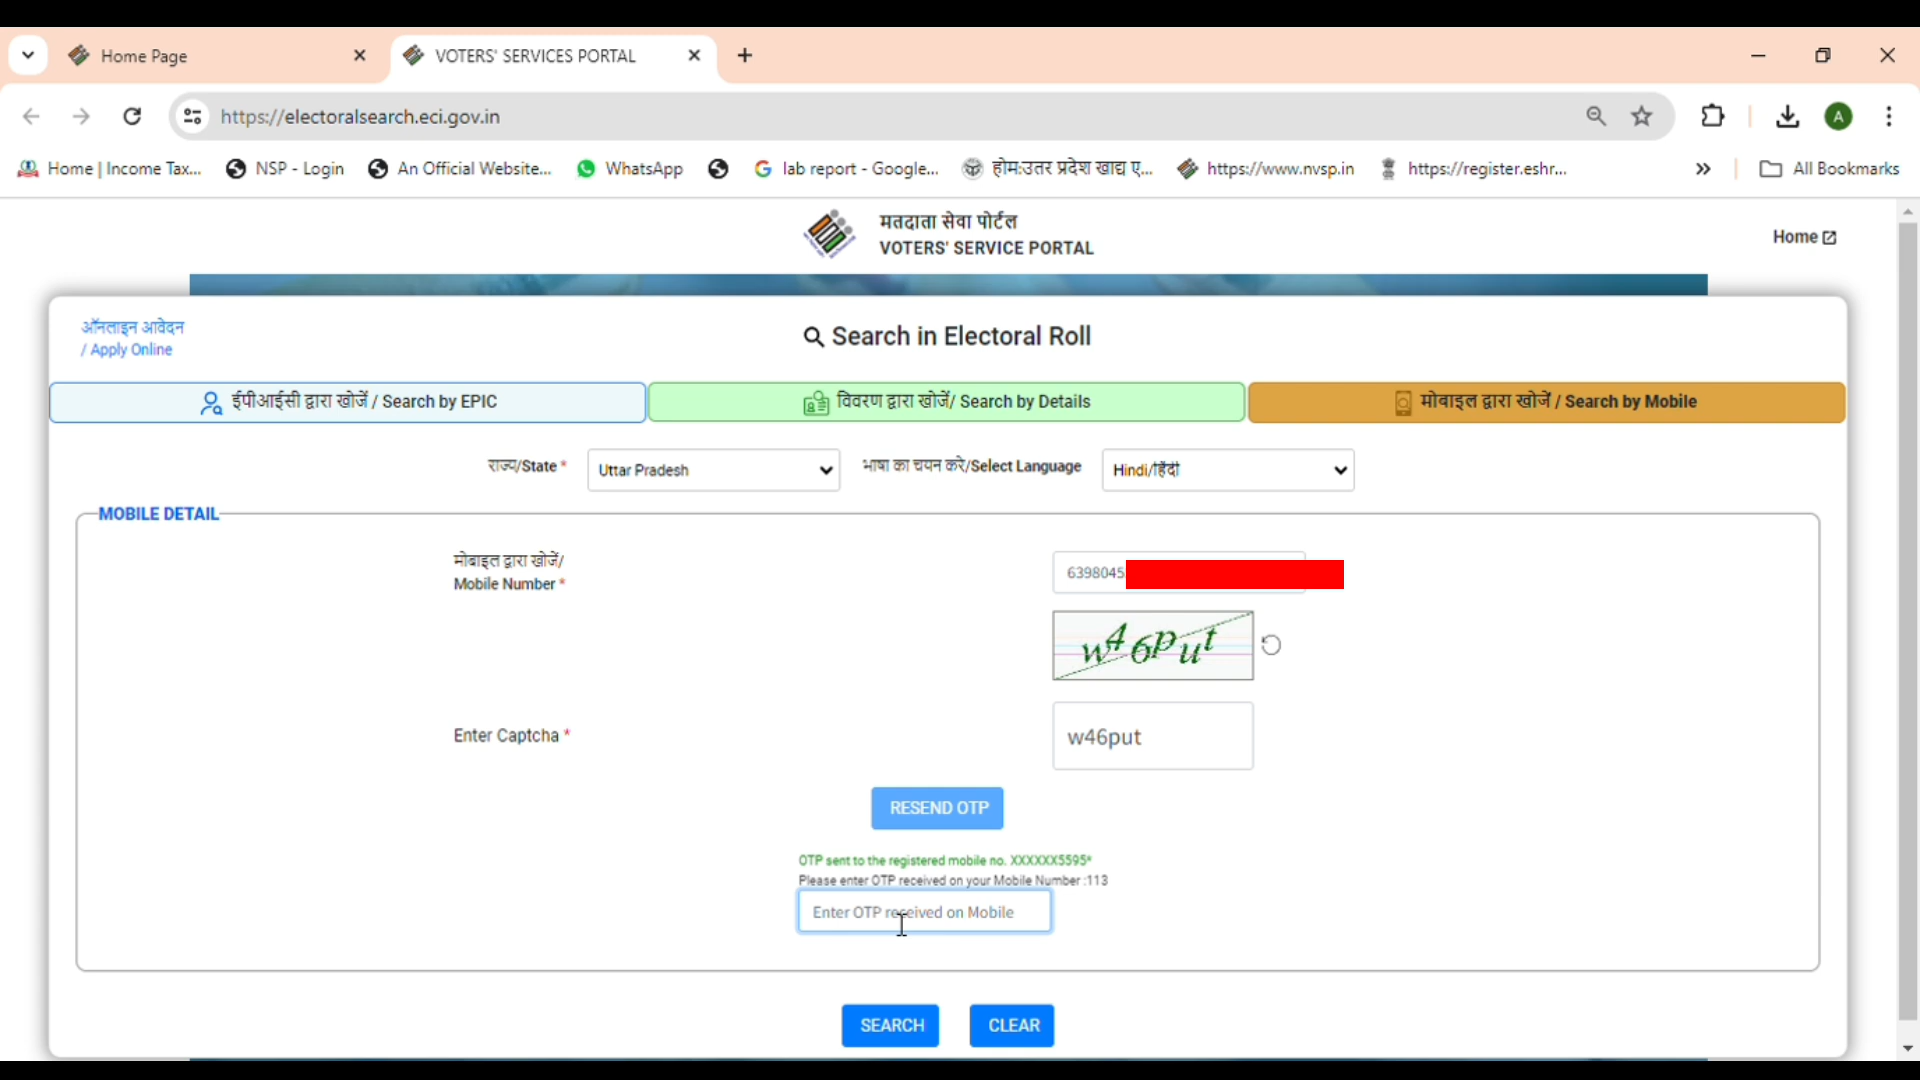 Home Page
VOTERS' SERVICES PORTAL
https://electoralsearch.eci.gov.in
A
Home | Income Tax...
NSP - Login
An Official Website...
WhatsApp
G lab report - Google...
होम:उतर प्रदेश खाद्य ए...
https://www.nvsp.in
https://register.eshr...
All Bookmarks
मतदाता सेवा पोर्टल
VOTERS' SERVICE PORTAL
Home
ऑनलाइन आवेदन
/ Apply Online
Search in Electoral Roll
ईपीआईसी द्वारा खोजें / Search by EPIC
विवरण द्वारा खोजें/ Search by Details
मोबाइल द्वारा खोजें / Search by Mobile
राज्य/State *
Uttar Pradesh
भाषा का चयन करे/Select Language
Hindi/हिंदी
MOBILE DETAIL
मोबाइल द्वारा खोजें/
Mobile Number *
6398045
w46put
Enter Captcha *
w46put
RESEND OTP
OTP sent to the registered mobile no. XXXXXX5595*
Please enter OTP received on your Mobile Number :113
Enter OTP received on Mobile
SEARCH
CLEAR